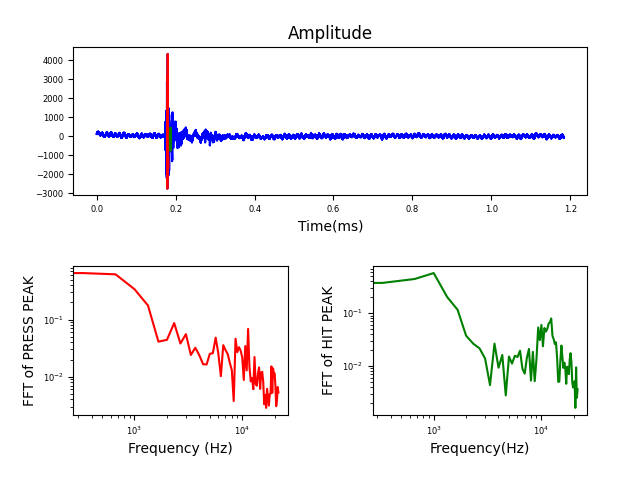 Amplitude
4000
3000
2000
1000
0
−1000
−2000
−3000
0.0 0.2 0.4 0.6 0.8 1.0 1.2
Time(ms)
FFT of PRESS PEAK
10⁻¹
10⁻²
10³ 10⁴
Frequency (Hz)
FFT of HIT PEAK
10⁻¹
10⁻²
10³ 10⁴
Frequency(Hz)